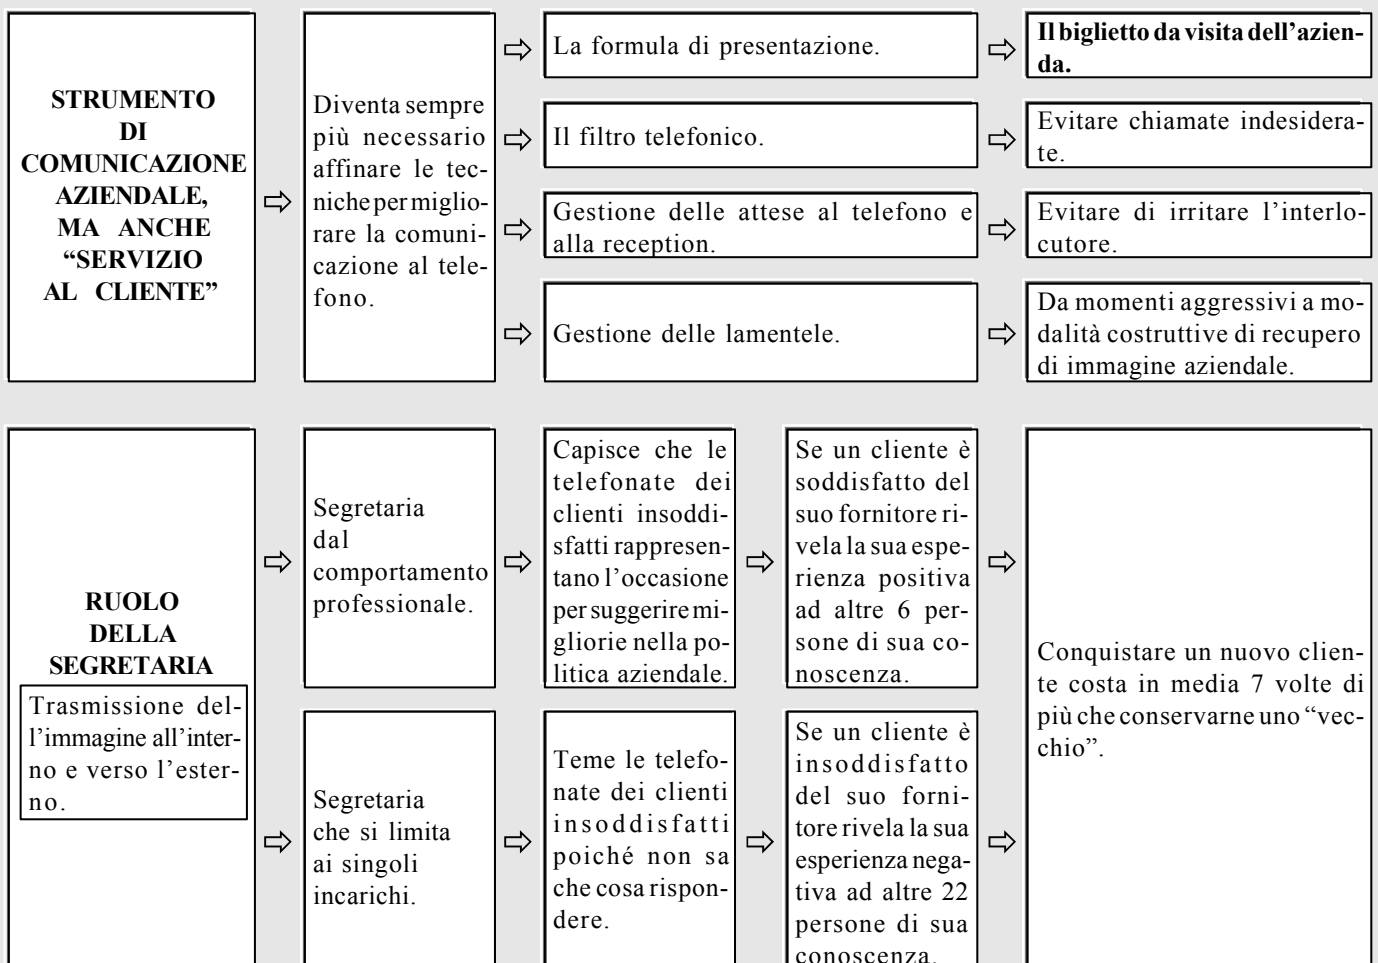 STRUMENTO
DI
COMUNICAZIONE
AZIENDALE,
MA ANCHE
“SERVIZIO
AL CLIENTE”
Diventa sempre
più necessario
affinare le tec-
niche per miglio-
rare la comuni-
cazione al tele-
fono.
La formula di presentazione.
Il biglietto da visita dell’azien-
da.
Il filtro telefonico.
Evitare chiamate indesidera-
te.
Gestione delle attese al telefono e
alla reception.
Evitare di irritare l’interlo-
cutore.
Gestione delle lamentele.
Da momenti aggressivi a mo-
dalità costruttive di recupero
di immagine aziendale.
RUOLO
DELLA
SEGRETARIA
Trasmissione del-
l’immagine all’inter-
no e verso l’ester-
no.
Segretaria
dal
comportamento
professionale.
Capisce che le
telefonate dei
clienti insoddi-
sfatti rappresen-
tano l’occasione
per suggerire mi-
gliorie nella po-
litica aziendale.
Se un cliente è
soddisfatto del
suo fornitore ri-
vela la sua espe-
rienza positiva
ad altre 6 per-
sone di sua co-
noscenza.
Segretaria
che si limita
ai singoli
incarichi.
Teme le telefo-
nate dei clienti
insoddisfatti
poiché non sa
che cosa rispon-
dere.
Se un cliente è
insoddisfatto
del suo forni-
tore rivela la sua
esperienza nega-
tiva ad altre 22
persone di sua
conoscenza.
Conquistare un nuovo clien-
te costa in media 7 volte di
più che conservarne uno “vec-
chio”.